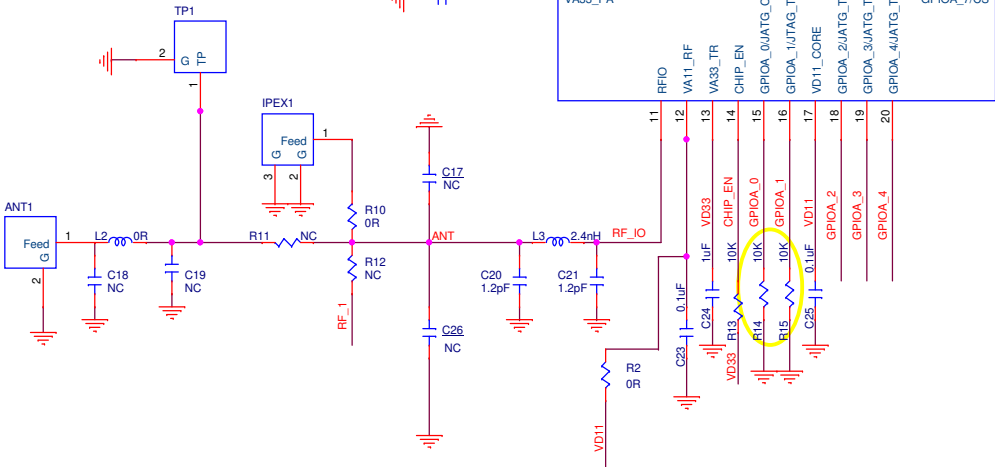 TP1
2
G
TP
1
IPEX1
Feed
1
G
G
3
2
ANT1
Feed
1
G
2
L2
0R
C18
NC
C19
NC
R11
NC
R10
0R
R12
NC
RF_1
C17
NC
ANT
C26
NC
C20
1.2pF
L3
2.4nH
C21
1.2pF
RF_IO
R2
0R
VD11
RFIO
VA11_RF
VA33_TR
CHIP_EN
GPIOA_0/JATG_
GPIOA_1/JTAG_T
VD11_CORE
GPIOA_2/JATG_T
GPIOA_3/JATG_T
GPIOA_4/JATG_T
11
12
13
14
15
16
17
18
19
20
VD33
CHIP_EN
GPIOA_0
GPIOA_1
VD11
GPIOA_2
GPIOA_3
GPIOA_4
0.1uF
C23
1uF
C24
10K
R13
VD33
10K
R14
10K
R15
0.1uF
C25